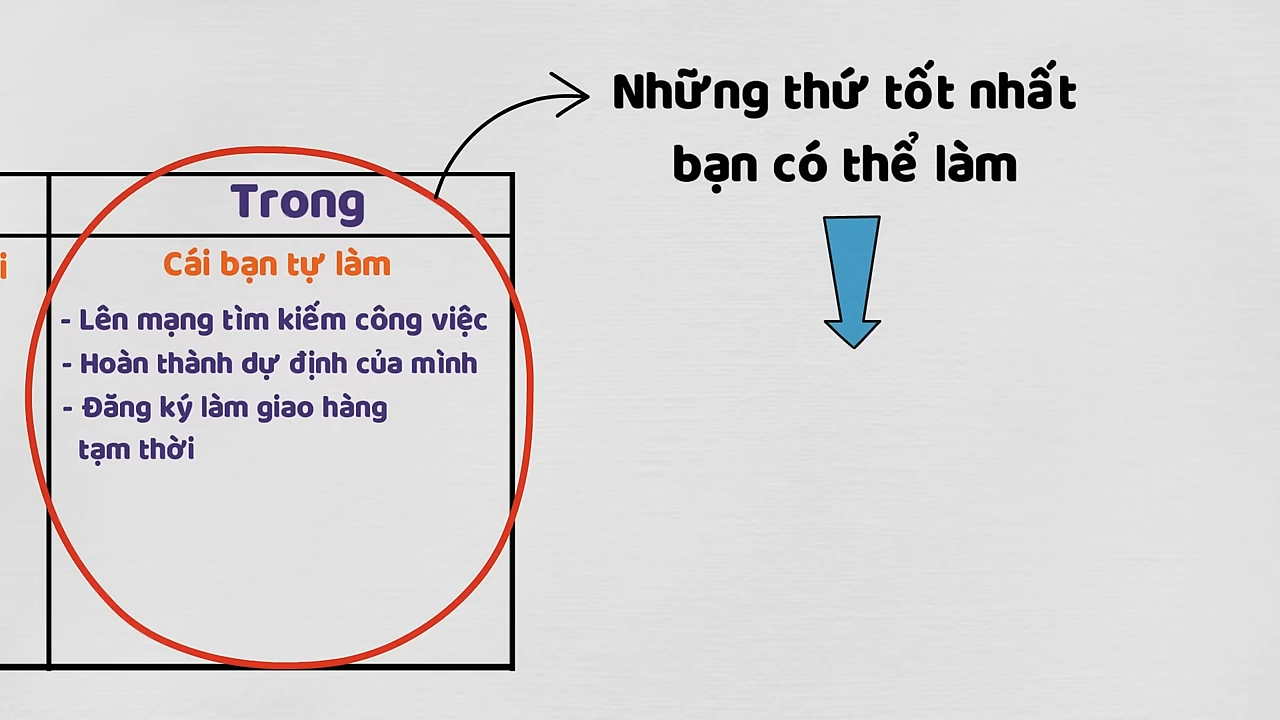 Những thứ tốt nhất
bạn có thể làm
Trong
i
Cái bạn tự làm
- Lên mạng tìm kiếm công việc
- Hoàn thành dự định của mình
- Đăng ký làm giao hàng
tạm thời